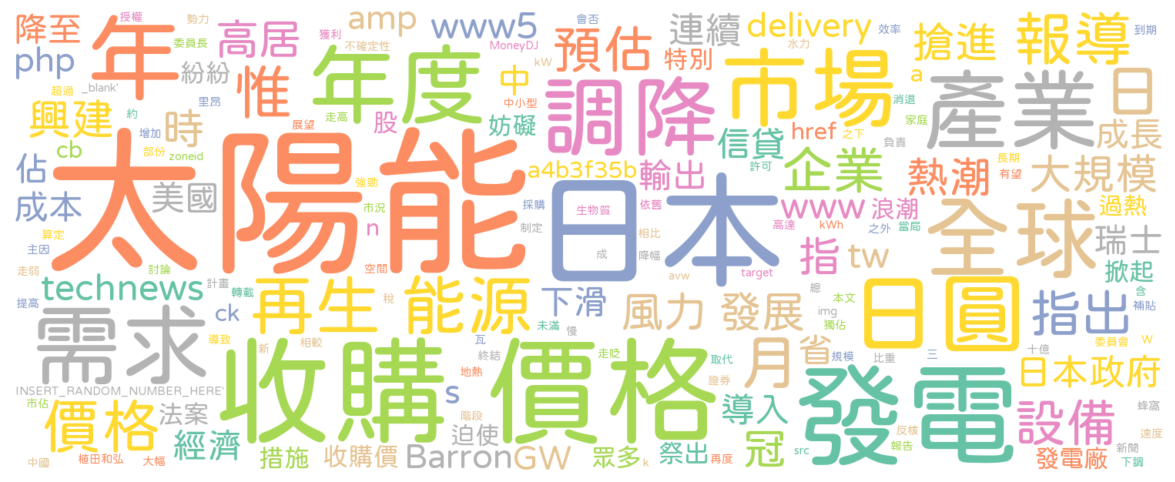 降至
年
高居
獲利
勢力
授權
委員長
不確定性
amp
www5
MoneyDJ
會否
水力
連續
delivery
效率
搶進
報導
到期
php
紛紛
_blank'
超過
約
里昂
增加
惟
年度
走高
中
kW
中小型
預估
特別
市場
a
消退
產業
日
興建
部份
zoneid
展望
時
股
妨礙
調降
信貸
href
家庭
之下
負責
成長
佔
cb
太陽能
美國
強勁
市況
n
a4b3f35b
輸出
許可
企業
熱潮
長期
有望
大規模
成本
算定
主因
採購
制定
生物質
依舊
日本
www
浪潮
高達
kWh
之外
當局
全球
過熱
瑞士
走弱
討論
計畫
空間
成
相比
降幅
avw
target
指
tw
掀起
technews
轉載
提高
ck
再生
能源
下滑
風力
發展
總
本文
img
獨佔
日圓
指出
含
補貼
需求
導致
新
相較
稅
瓦
未滿
慢
終結
走貶
取代
月
省
規模
比重
三
十億
委員會
W
日本政府
INSERT_RANDOM_NUMBER_HERE'
市佔
價格
法案
收購
價格
地熱
s
階段
證券
導入
發電
設備
蜂窩
速度
經濟
措施
收購價
迫使
BarronGW
眾多
k
祭出
再度
冠
src
反核
報告
發電廠
新聞
下調
中國
植田和弘
大幅